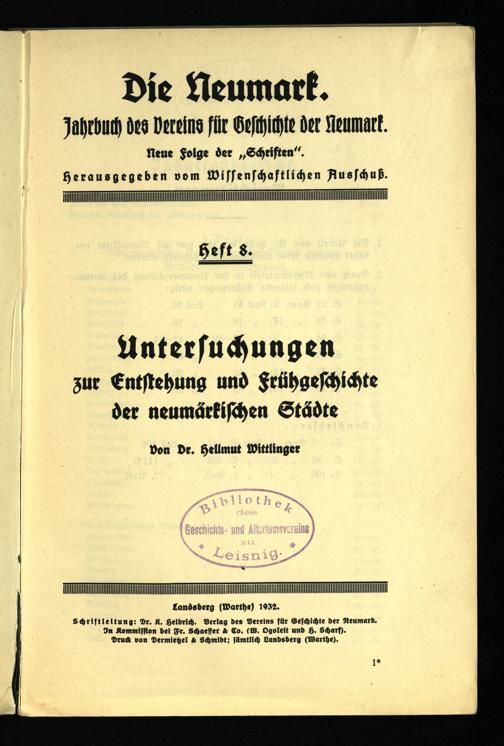 Die Neumark.
Jahrbuch des Vereins für Geschichte der Neumark.
Neue Folge der „Schriften“.
Herausgegeben vom Wissenschaftlichen Ausschuß.
Heft 8.
Untersuchungen
zur Entstehung und Frühgeschichte
der neumärkischen Städte
Von Dr. Hellmut Wittlinger
Bibliothek
des
Geschichts- und Altertumsvereins
zu
* Leisnig. *
Landsberg (Warthe) 1932.
Schriftleitung: Dr. K. Heidrich. Verlag des Vereins für Geschichte der Neumark.
In Kommission bei Fr. Schaeffer & Co. (W. Ogoleit und H. Scharf).
Druck von Dermietzel & Schmidt; sämtlich Landsberg (Warthe).
1*